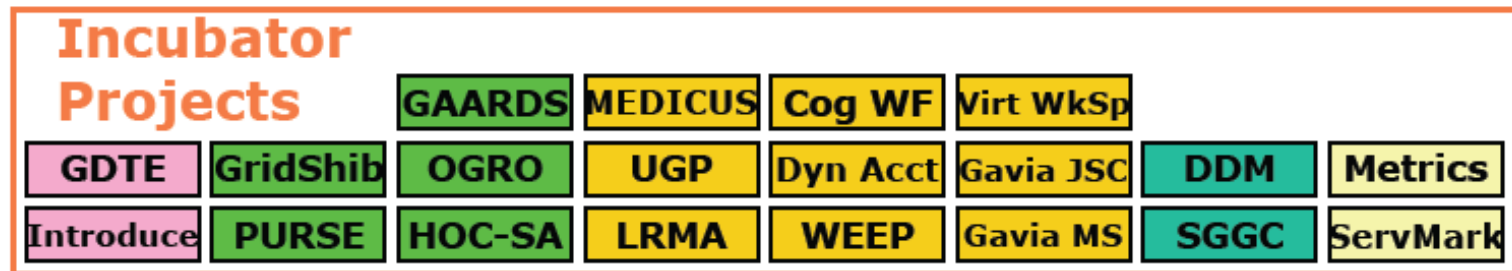 Incubator
Projects
GAARDS MEDICUS Cog WF Virt WkSp
GDTE GridShib OGRO UGP Dyn Acct Gavia JSC DDM Metrics
Introduce PURSE HOC-SA LRMA WEEP Gavia MS SGGC ServMark